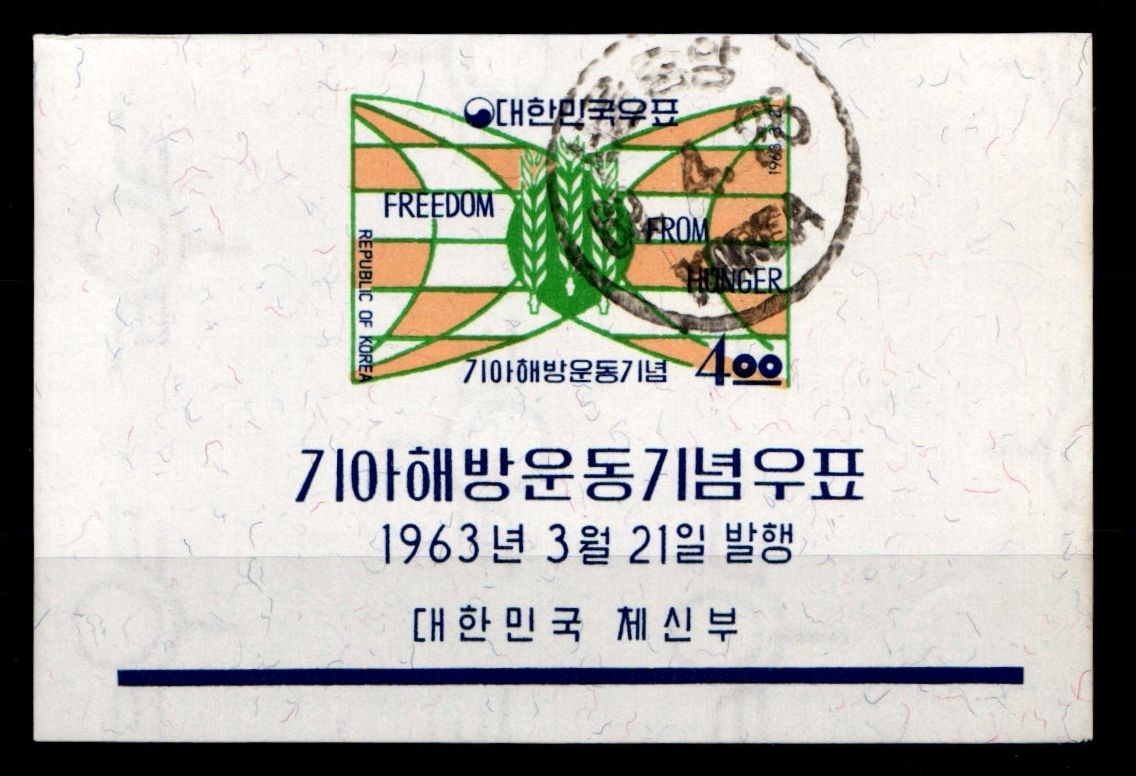 대한민국우표
1963.3.21
FREEDOM
FROM
HUNGER
REPUBLIC OF KOREA
KOREA
기아해방운동기념
4.00
기아해방운동기념우표
1963년 3월 21일 발행
대한민국 체신부